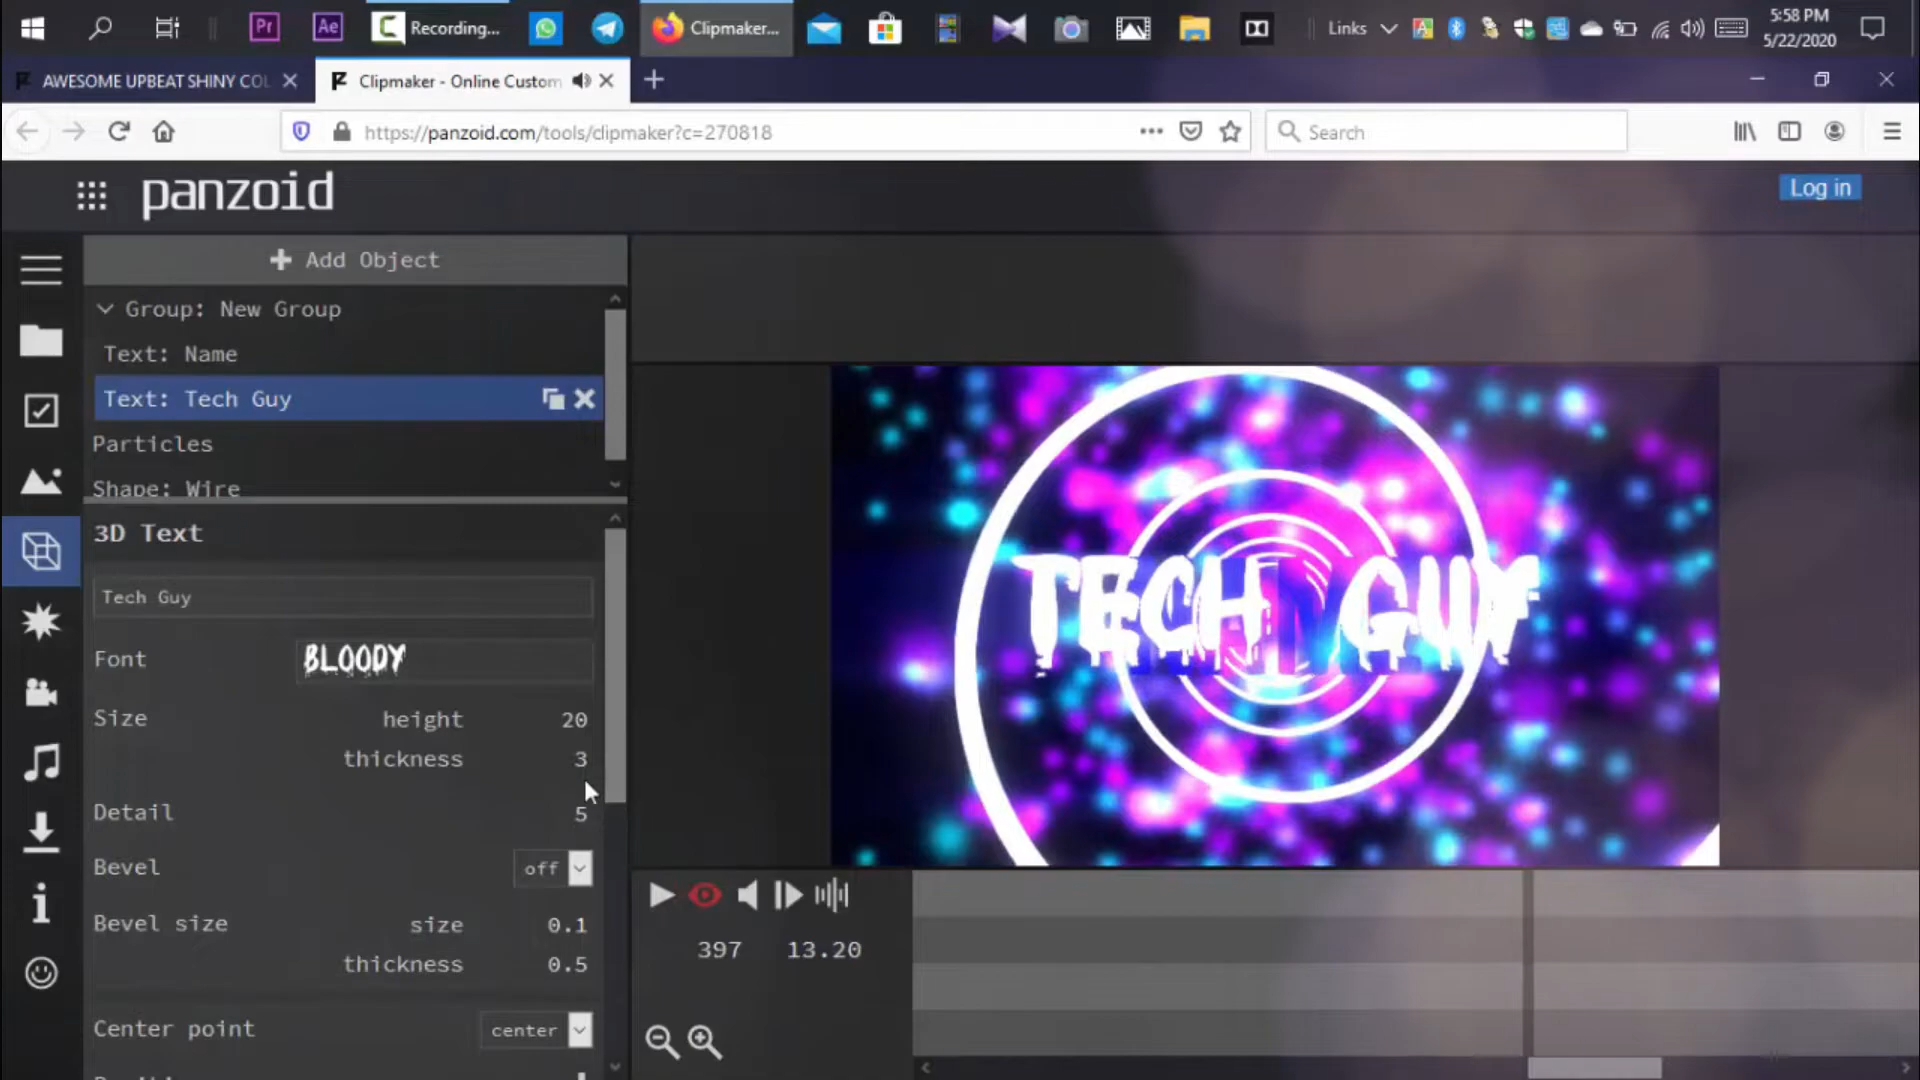 Pr
Ae
Recording...
Clipmaker...
Links
5:58 PM
5/22/2020
AWESOME UPBEAT SHINY COL
Clipmaker - Online Custom
https://panzoid.com/tools/clipmaker?c=270818
Search
panzoid
Log in
Add Object
Group: New Group
Text: Name
Text: Tech Guy
Particles
Shape: Wire
3D Text
Tech Guy
Font BLOODY
Size height 20
thickness 3
Detail 5
Bevel off
Bevel size size 0.1
thickness 0.5
Center point center
TECH GUY
397 13.20